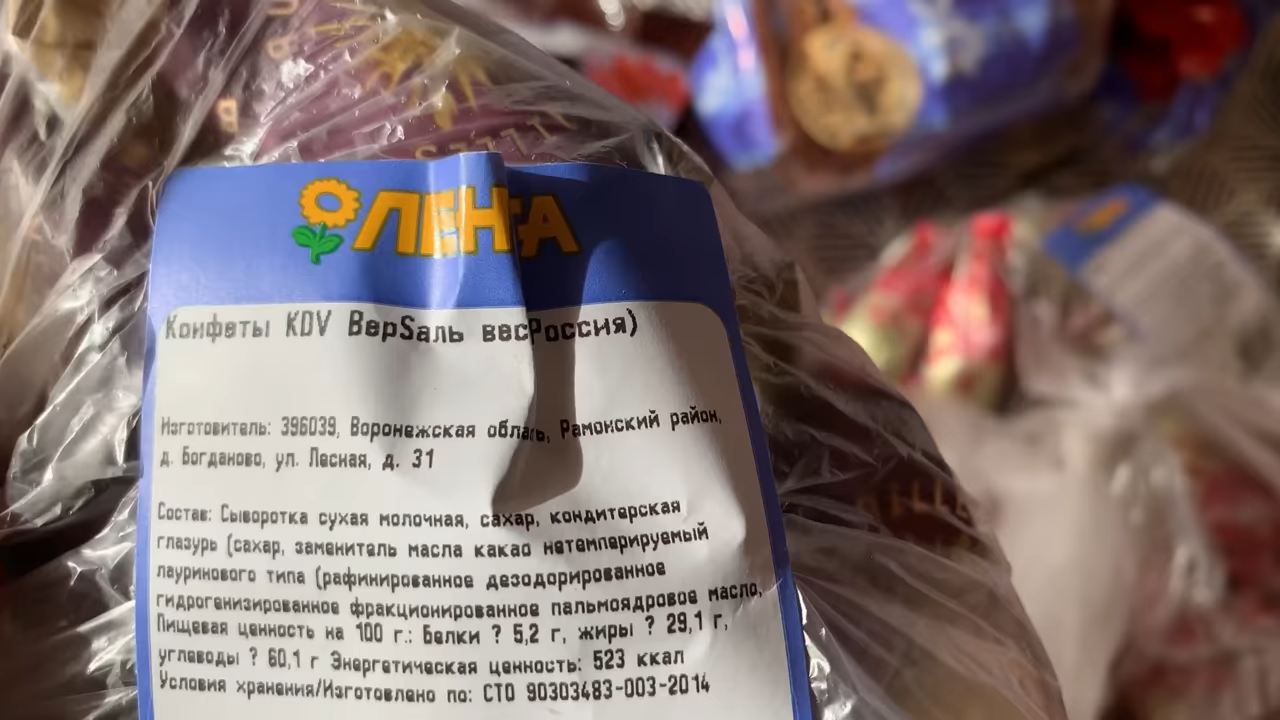 ЛЕНТА
Конфеты KDV ВерSаль весРоссия)
Изготовитель: 396039, Воронежская облаь, Рамонский район,
д. Богданово, ул. Лесная, д. 31
Состав: Сыворотка сухая молочная, сахар, кондитерская
глазурь (сахар, заменитель масла какао нетемперируемый
лауринового типа (рафинированное дезодорированное
гидрогенизированное фракционированное пальмоядровое масло,
Пищевая ценность на 100 г.: Белки ? 5,2 г, жиры ? 29,1 г,
углеводы ? 60,1 г Энергетическая ценность: 523 ккал
Условия хранения/Изготовлено по: СТО 90303483-003-2014